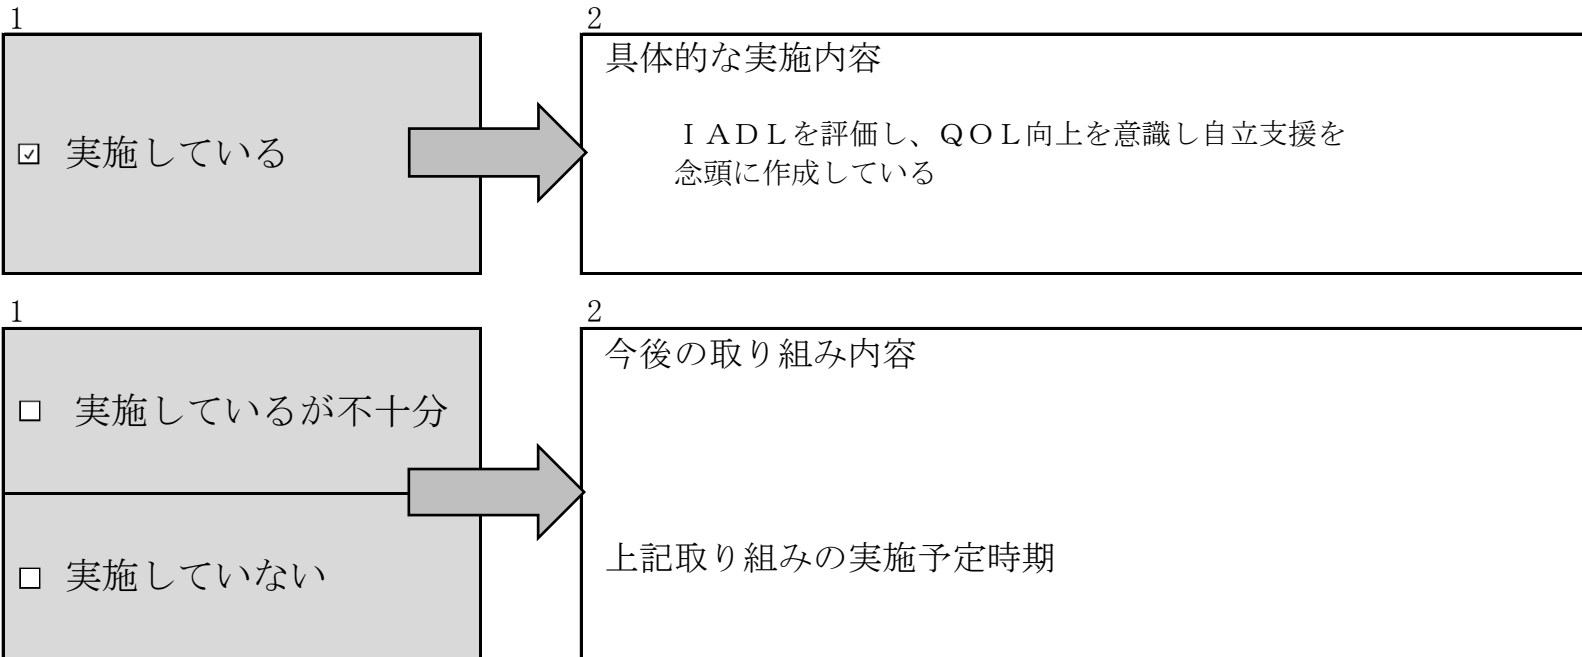 1
2
☑ 実施している
具体的な実施内容
ＩＡＤＬを評価し、ＱＯＬ向上を意識し自立支援を
念頭に作成している
1
2
☐ 実施しているが不十分
☐ 実施していない
今後の取り組み内容
上記取り組みの実施予定時期